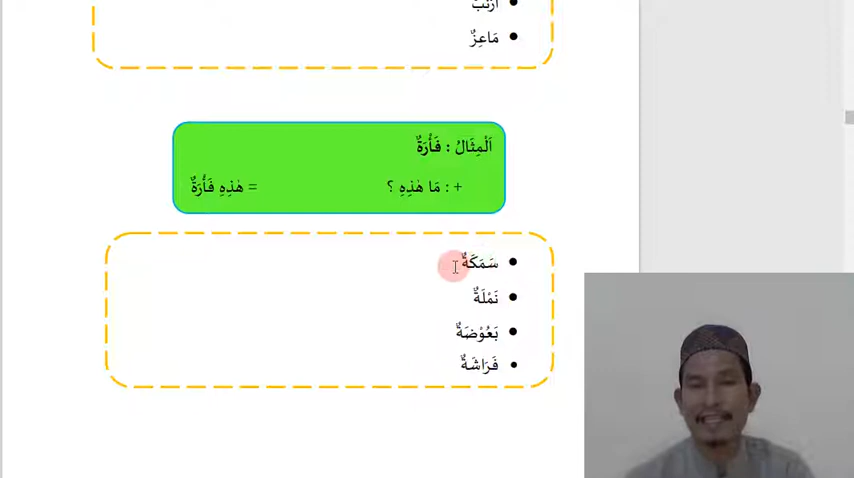 أَرْنَبٌ
مَاعِزٌ
اَلْمِثَالُ : فَأْرَةٌ
+ : مَا هٰذِهِ ؟ = هٰذِهِ فَأْرَةٌ
سَمَكَةٌ
نَمْلَةٌ
بَعُوْضَةٌ
فَرَاشَةٌ